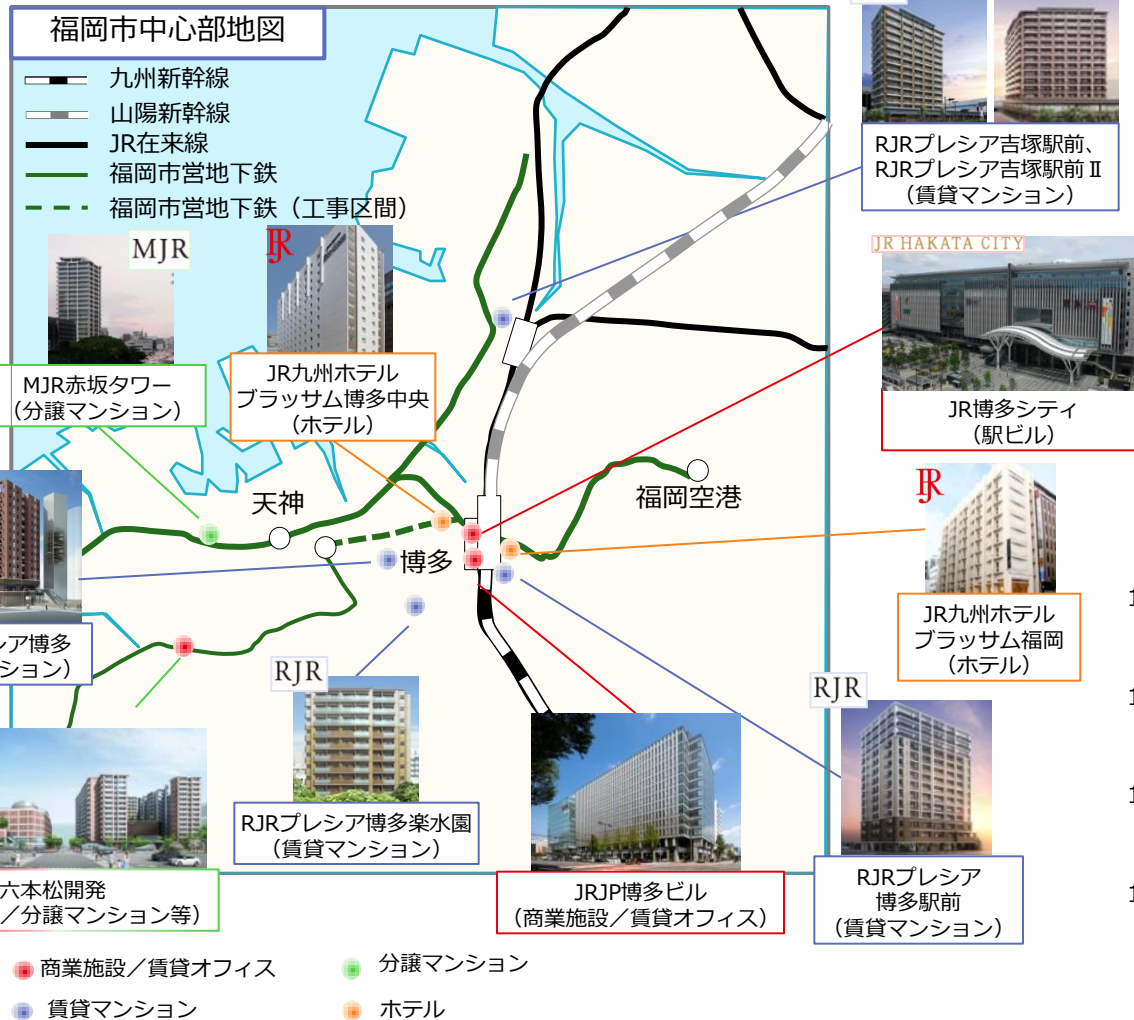 福岡市中心部地図
九州新幹線
山陽新幹線
JR在来線
福岡市営地下鉄
福岡市営地下鉄（工事区間）
RJRプレシア吉塚駅前、
RJRプレシア吉塚駅前Ⅱ
（賃貸マンション）
MJR
JR
MJR赤坂タワー
（分譲マンション）
JR九州ホテル
ブラッサム博多中央
（ホテル）
JR HAKATA CITY
JR博多シティ
（駅ビル）
天神
博多
福岡空港
JR
JR九州ホテル
ブラッサム福岡
（ホテル）
ア博多
ション）
RJR
RJRプレシア博多楽水園
（賃貸マンション）
RJR
RJRプレシア
博多駅前
（賃貸マンション）
六本松開発
／分譲マンション等）
JRJP博多ビル
（商業施設／賃貸オフィス）
1
1
1
1
商業施設／賃貸オフィス
分譲マンション
賃貸マンション
ホテル